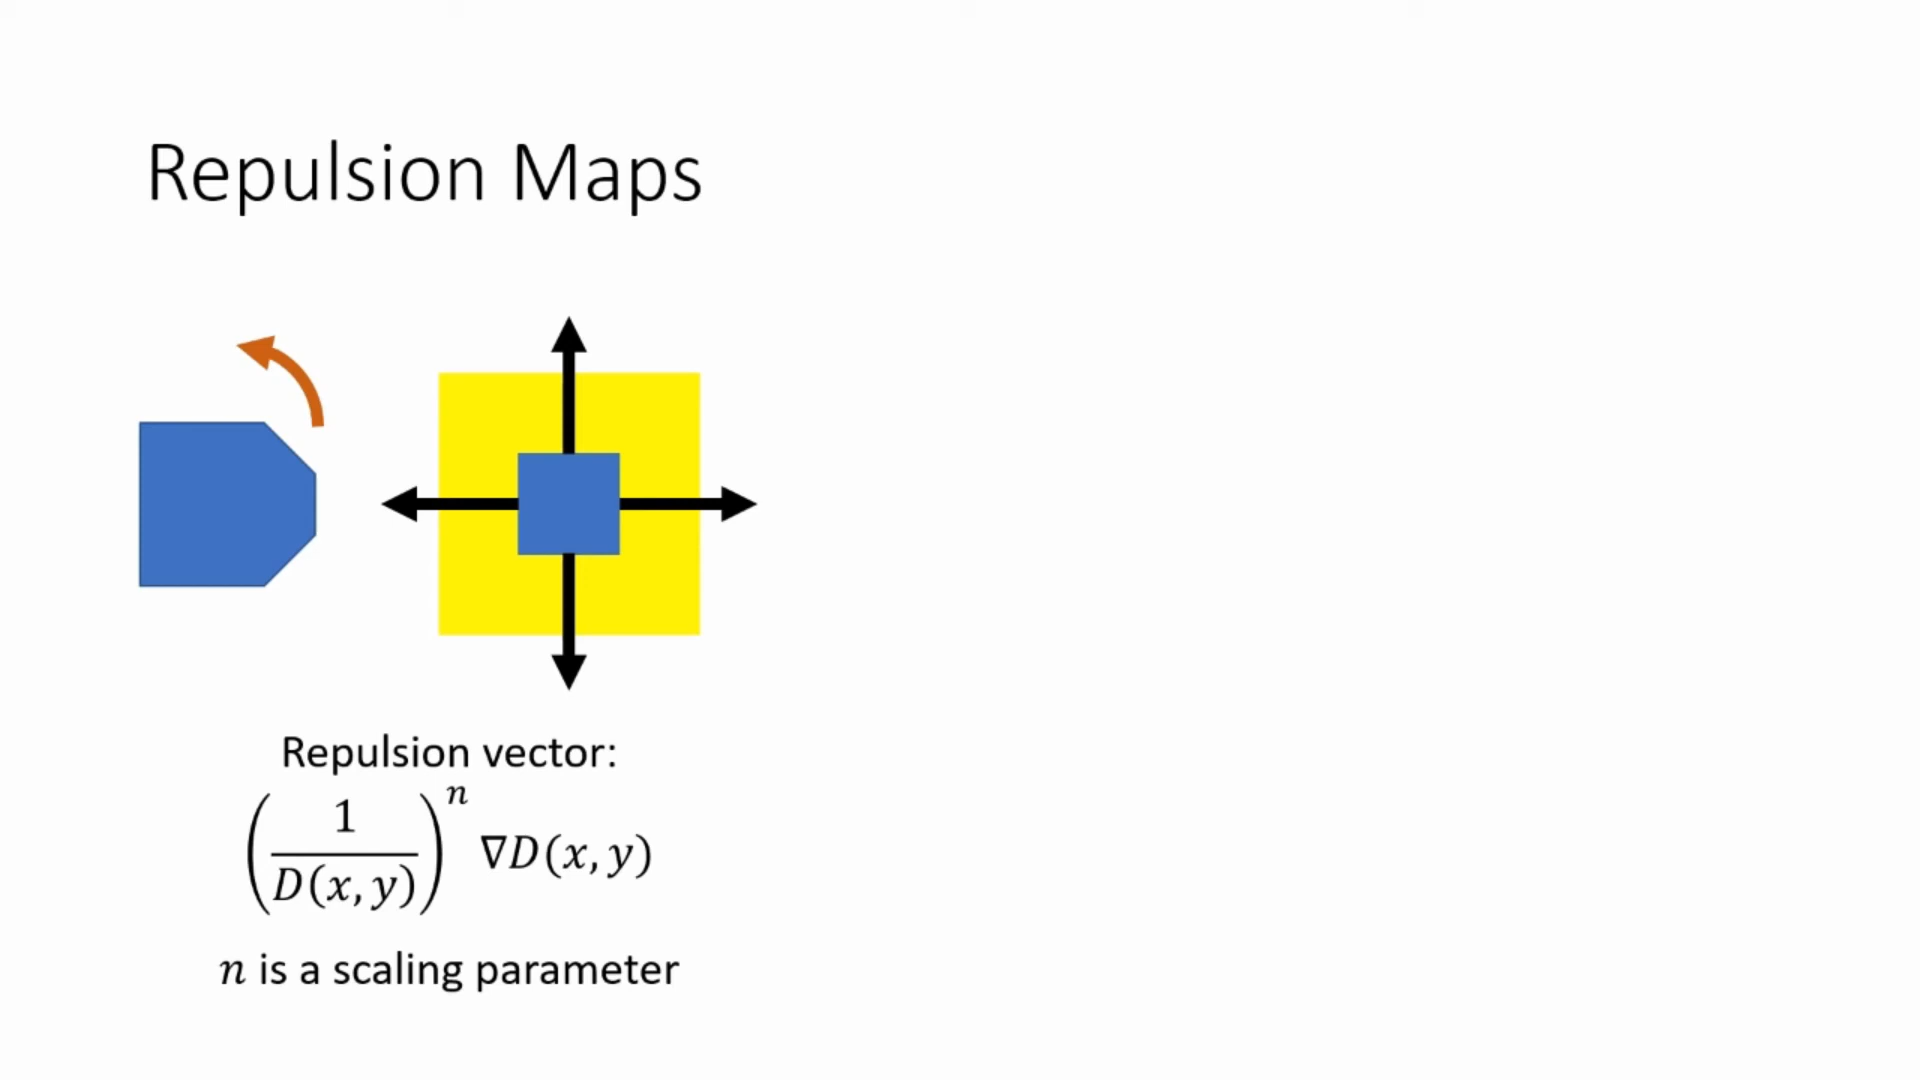 Repulsion Maps
Repulsion vector:
(1/D(x,y))^n ∇D(x,y)
n is a scaling parameter